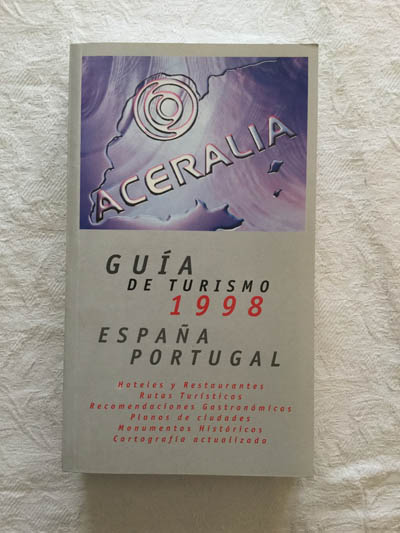 ACERALIA
GUÍA
DE TURISMO
1998
ESPAÑA
PORTUGAL
Hoteles y Restaurantes
Rutas Turísticas
Recomendaciones Gastronómicas
Planos de ciudades
Monumentos Históricos
Cartografía actualizada